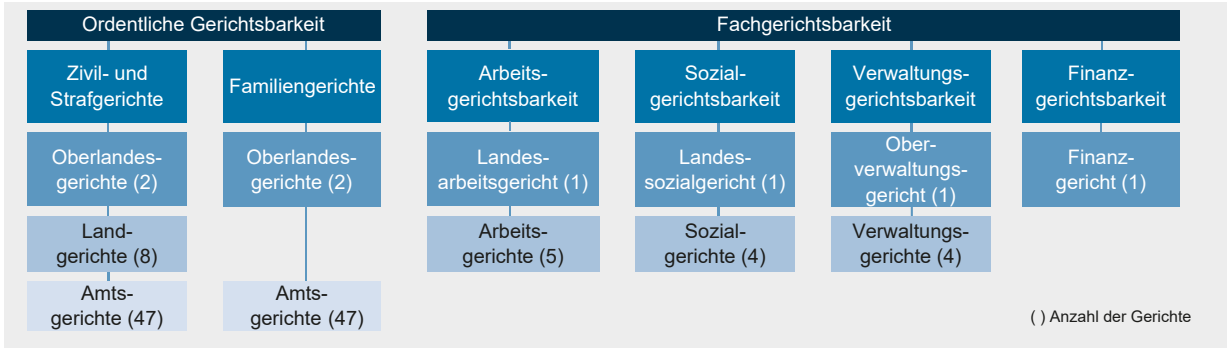 Ordentliche Gerichtsbarkeit
Fachgerichtsbarkeit
Zivil- und
Strafgerichte
Familiengerichte
Arbeits-
gerichtsbarkeit
Sozial-
gerichtsbarkeit
Verwaltungs-
gerichtsbarkeit
Finanz-
gerichtsbarkeit
Oberlandes-
gerichte (2)
Oberlandes-
gerichte (2)
Landes-
arbeitsgericht (1)
Landes-
sozialgericht (1)
Ober-
verwaltungs-
gericht (1)
Finanz-
gericht (1)
Land-
gerichte (8)
Arbeits-
gerichte (5)
Sozial-
gerichte (4)
Verwaltungs-
gerichte (4)
Amts-
gerichte (47)
Amts-
gerichte (47)
( ) Anzahl der Gerichte